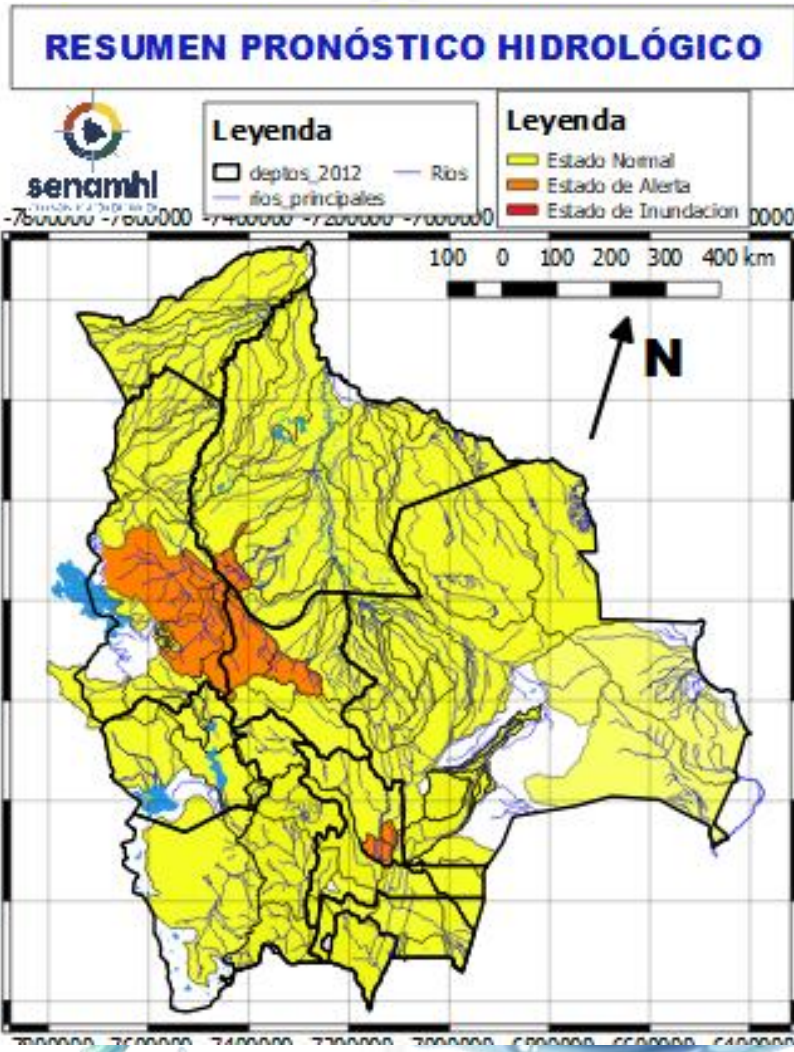 RESUMEN PRONÓSTICO HIDROLÓGICO
senamhi
Leyenda
deptos_2012
Rios
rios_principales
Leyenda
Estado Normal
Estado de Alerta
Estado de Inundacion
-7600000 -7400000 -7200000 -7000000
100 0 100 200 300 400 km
N